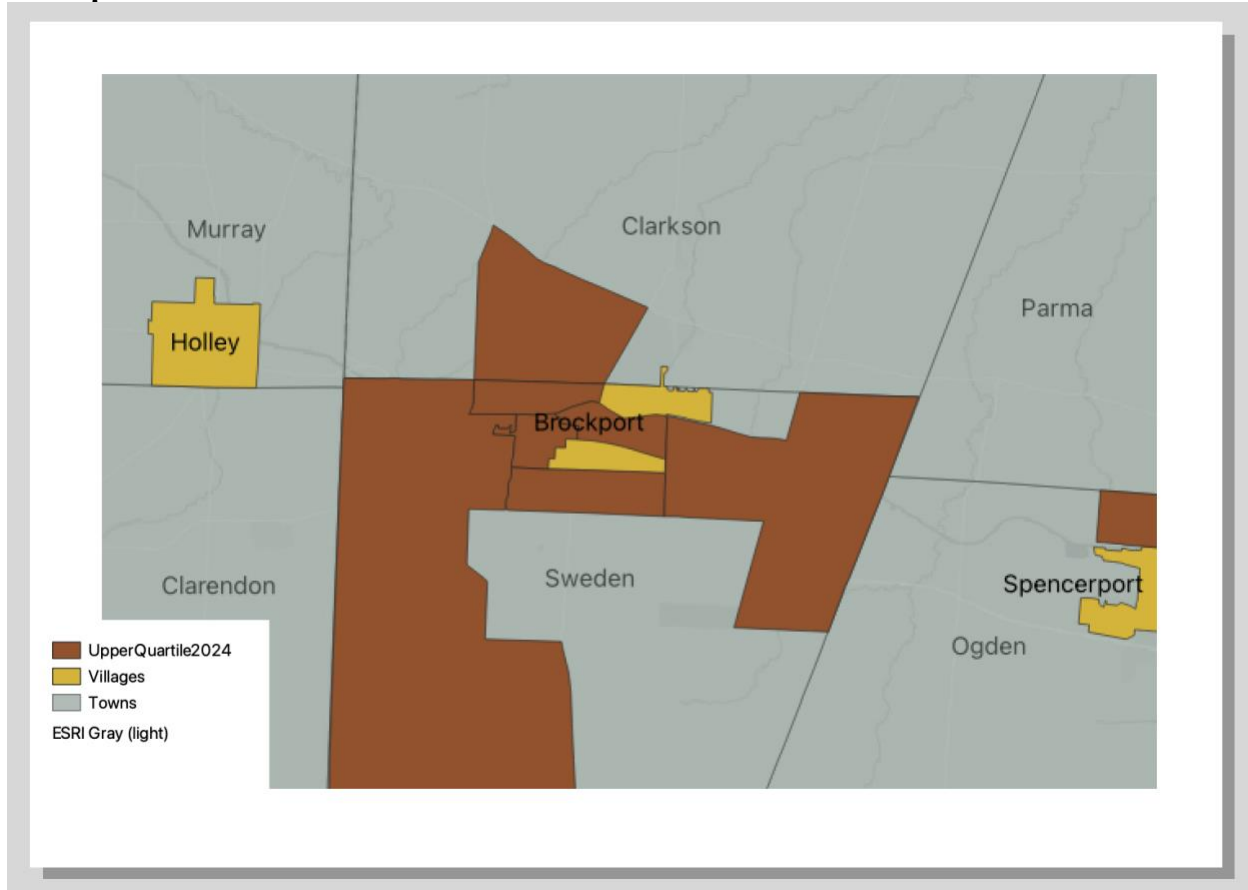 Murray
Clarkson
Parma
Holley
Brockport
Clarendon
Sweden
Spencerport
Ogden
UpperQuartile2024
Villages
Towns
ESRI Gray (light)